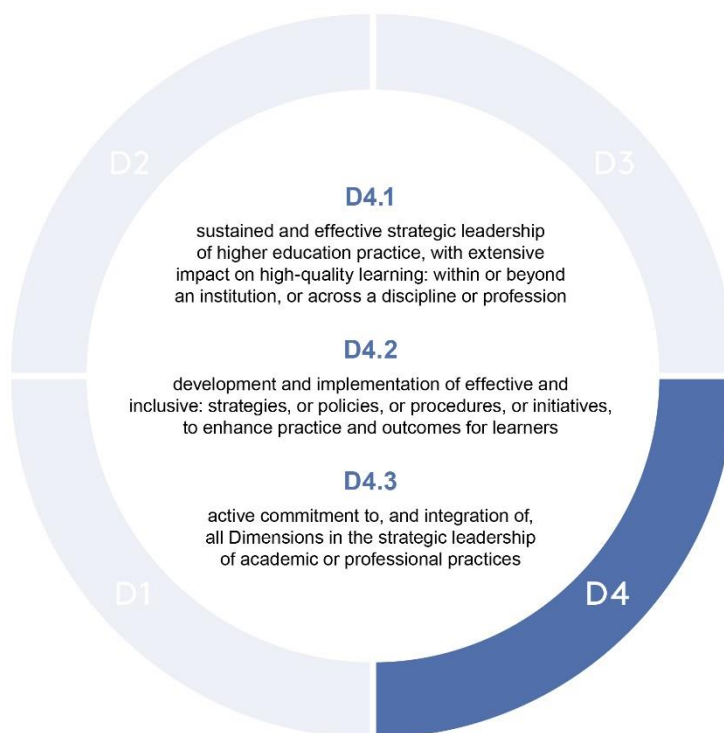 D2
D3
D4.1
sustained and effective strategic leadership
of higher education practice, with extensive
impact on high-quality learning: within or beyond
an institution, or across a discipline or profession
D4.2
development and implementation of effective and
inclusive: strategies, or policies, or procedures, or initiatives,
to enhance practice and outcomes for learners
D4.3
active commitment to, and integration of,
all Dimensions in the strategic leadership
of academic or professional practices
D1
D4